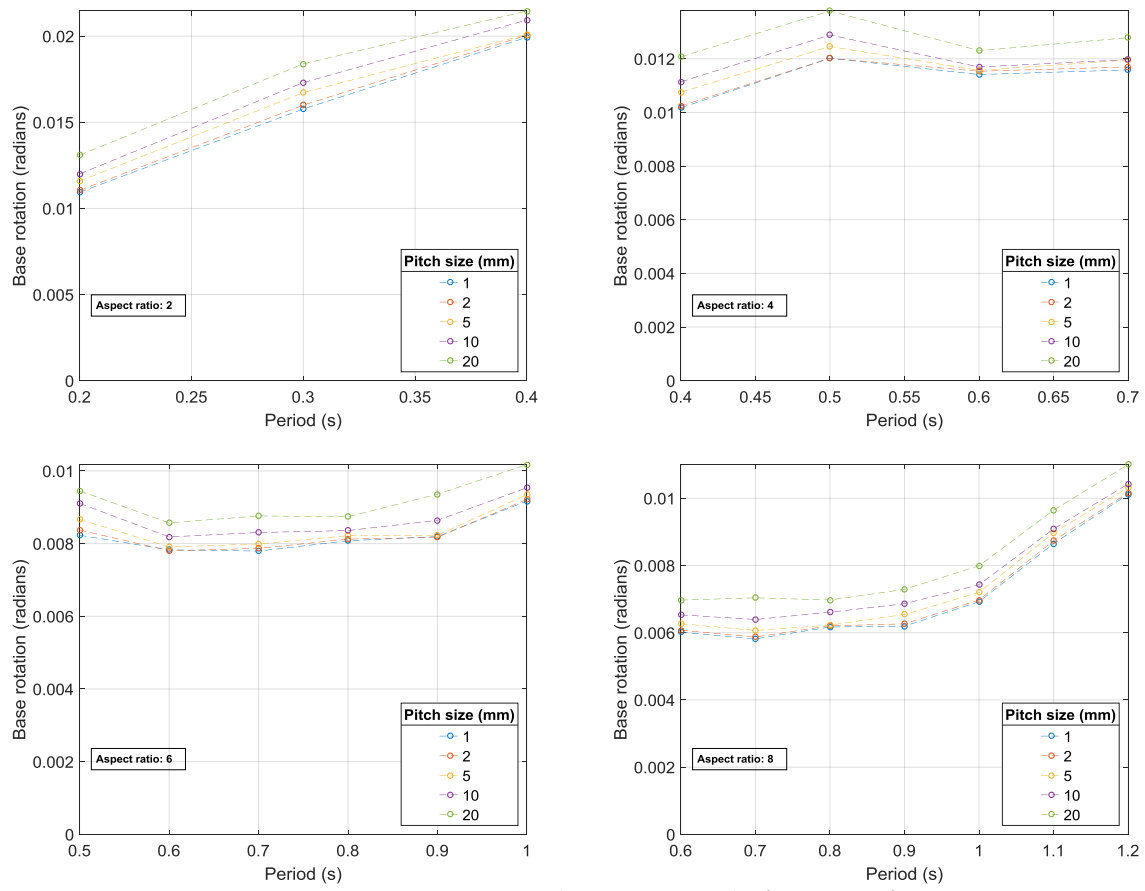 0.02
0.015
0.01
0.005
0
0.2 0.25 0.3 0.35 0.4
Base rotation (radians)
Period (s)
Aspect ratio: 2
Pitch size (mm)
1
2
5
10
20
0.012
0.01
0.008
0.006
0.004
0.002
0
0.4 0.45 0.5 0.55 0.6 0.65 0.7
Base rotation (radians)
Period (s)
Aspect ratio: 4
Pitch size (mm)
1
2
5
10
20
0.01
0.008
0.006
0.004
0.002
0
0.5 0.6 0.7 0.8 0.9 1
Base rotation (radians)
Period (s)
Aspect ratio: 6
Pitch size (mm)
1
2
5
10
20
0.01
0.008
0.006
0.004
0.002
0
0.6 0.7 0.8 0.9 1 1.1 1.2
Base rotation (radians)
Period (s)
Aspect ratio: 8
Pitch size (mm)
1
2
5
10
20